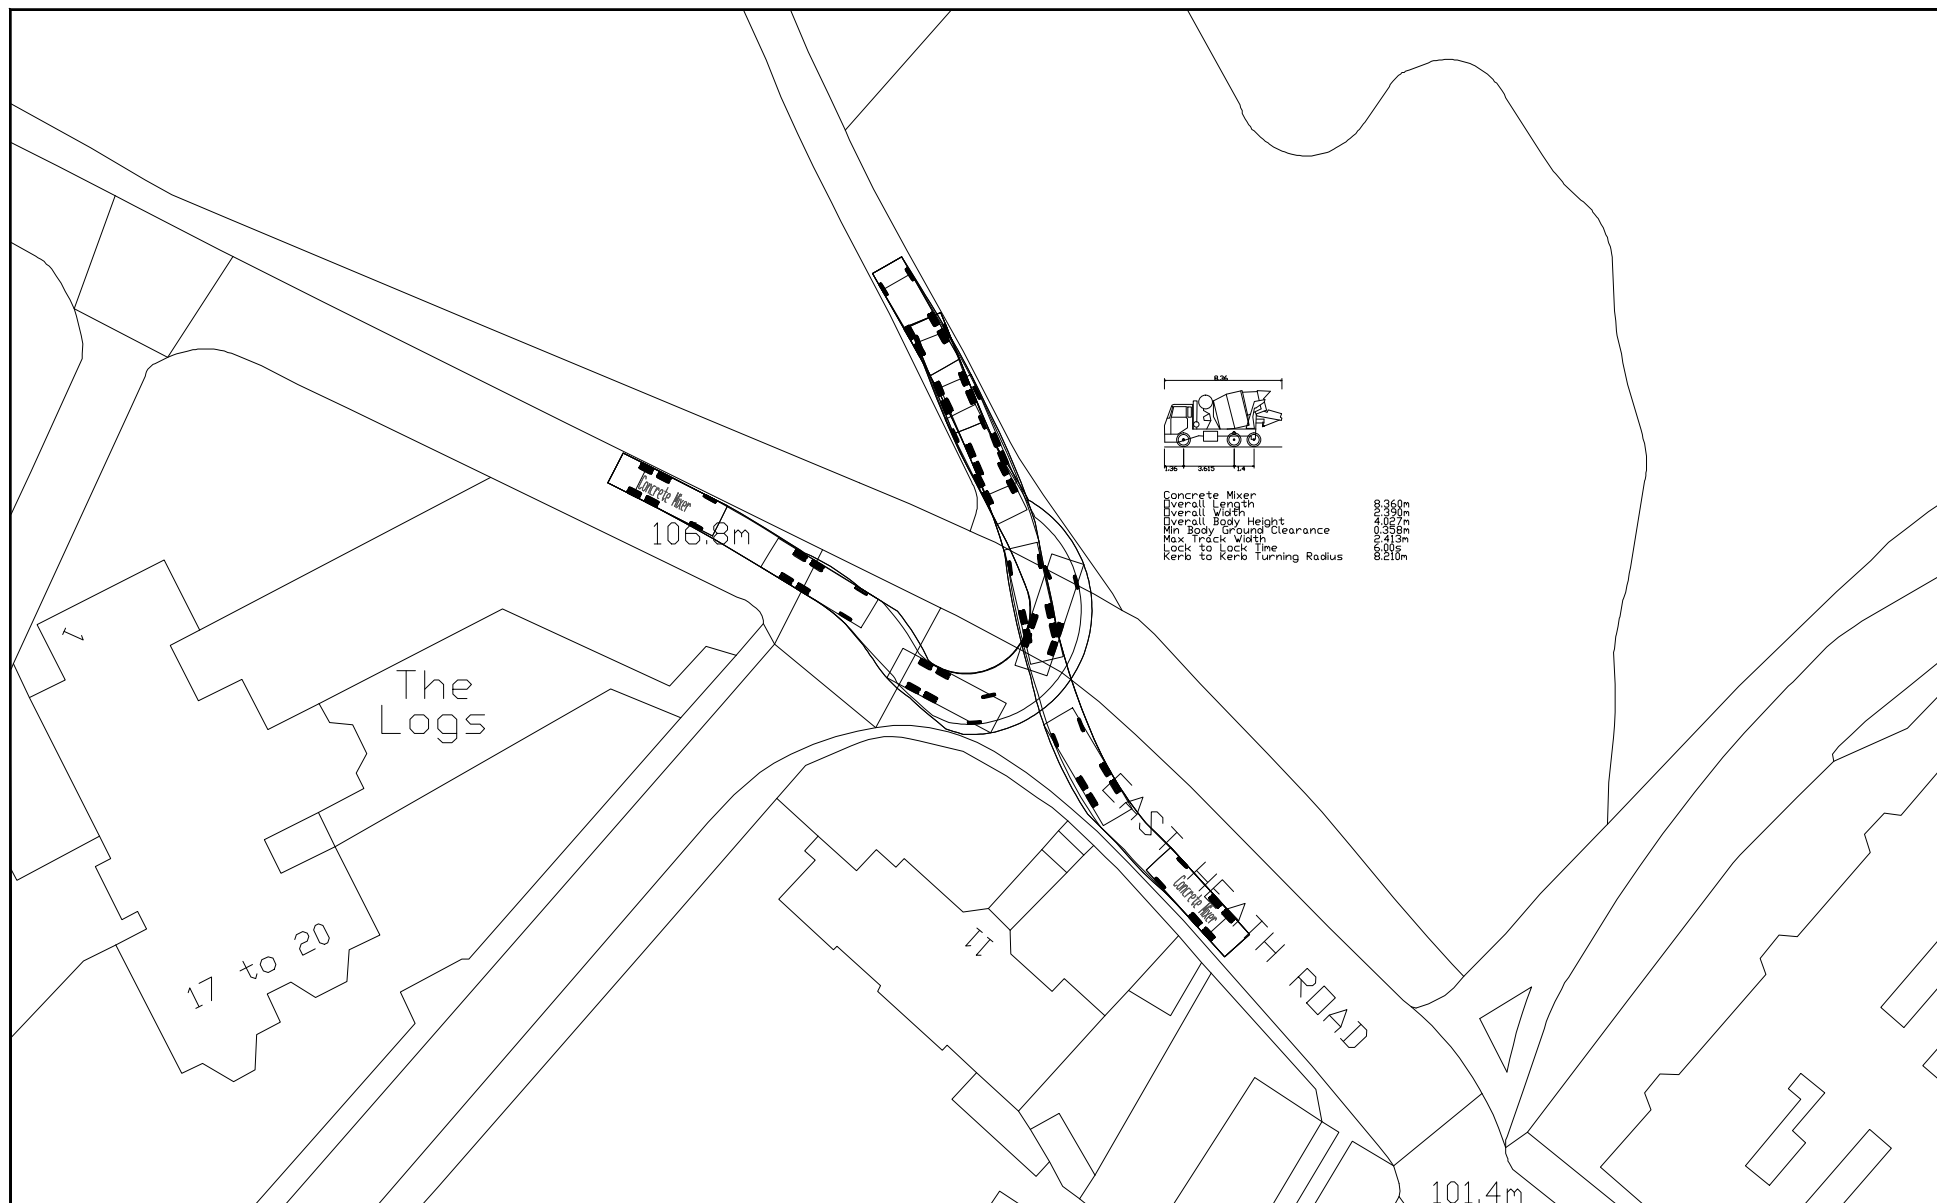 8.36
1.36 3.615 1.4
Concrete Mixer
Overall Length 8.360m
Overall Width 2.390m
Overall Body Height 4.027m
Min Body Ground Clearance 0.358m
Max Track Width 2.413m
Lock to Lock Time 6.00s
Kerb to Kerb Turning Radius 8.210m
Concrete Mixer
106.8m
1
The
Logs
EAST HEATH ROAD
Concrete Mixer
11
17 to 20
101.4m